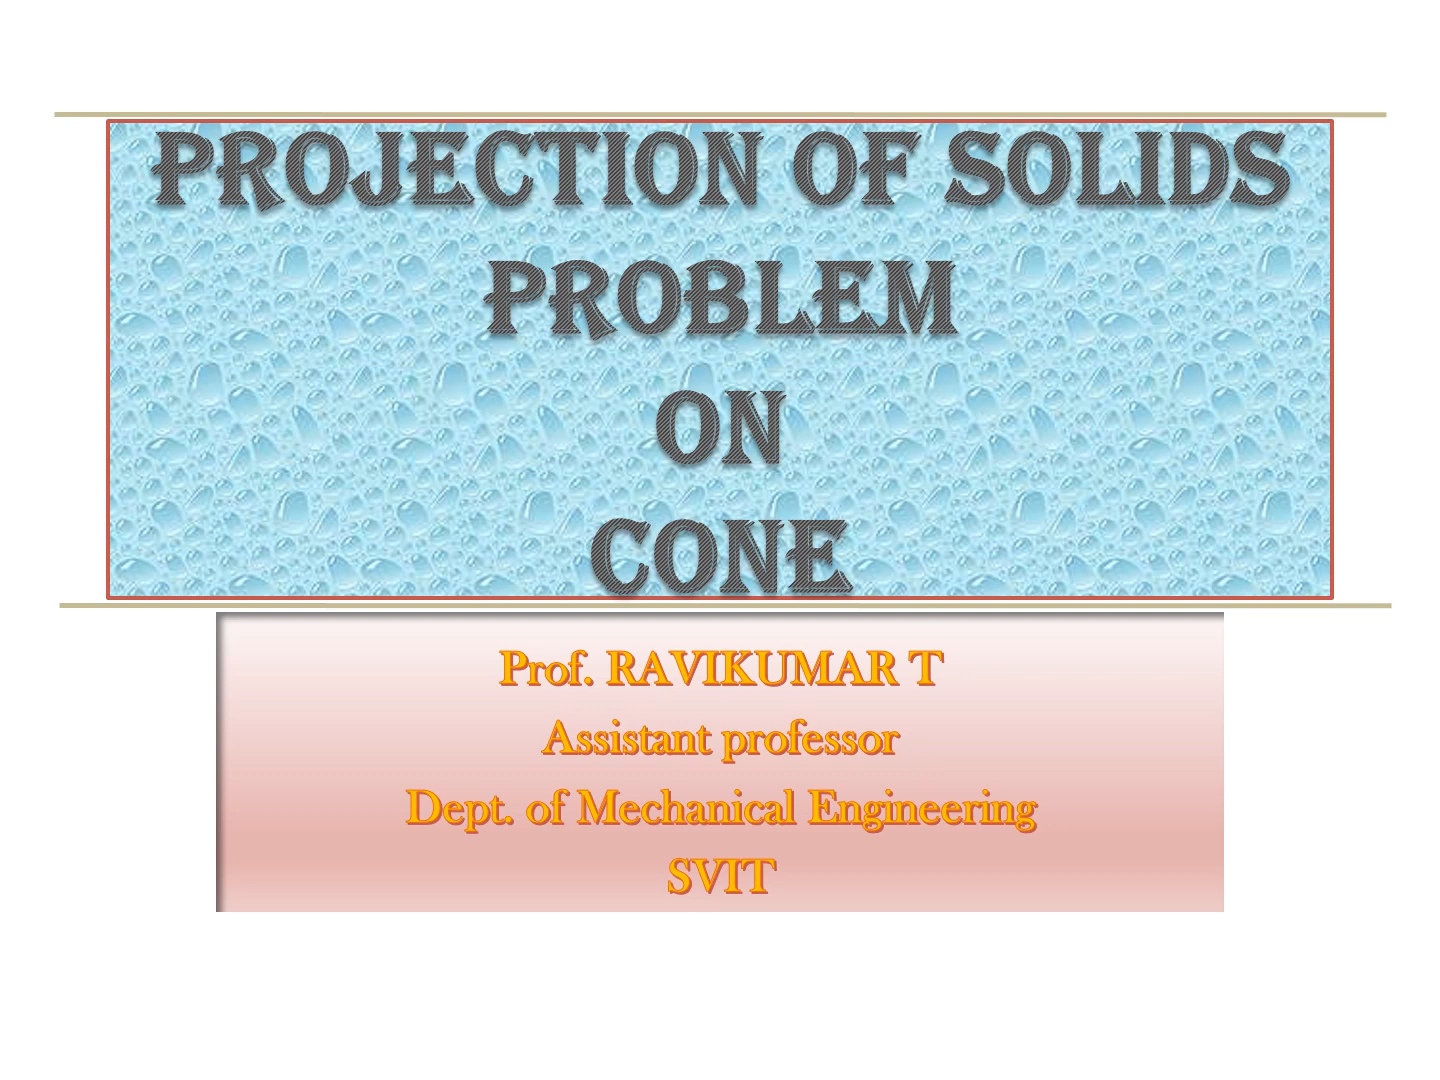 PROJECTION OF SOLIDS
PROBLEM
ON
CONE
Prof. RAVIKUMAR T
Assistant professor
Dept. of Mechanical Engineering
SVIT